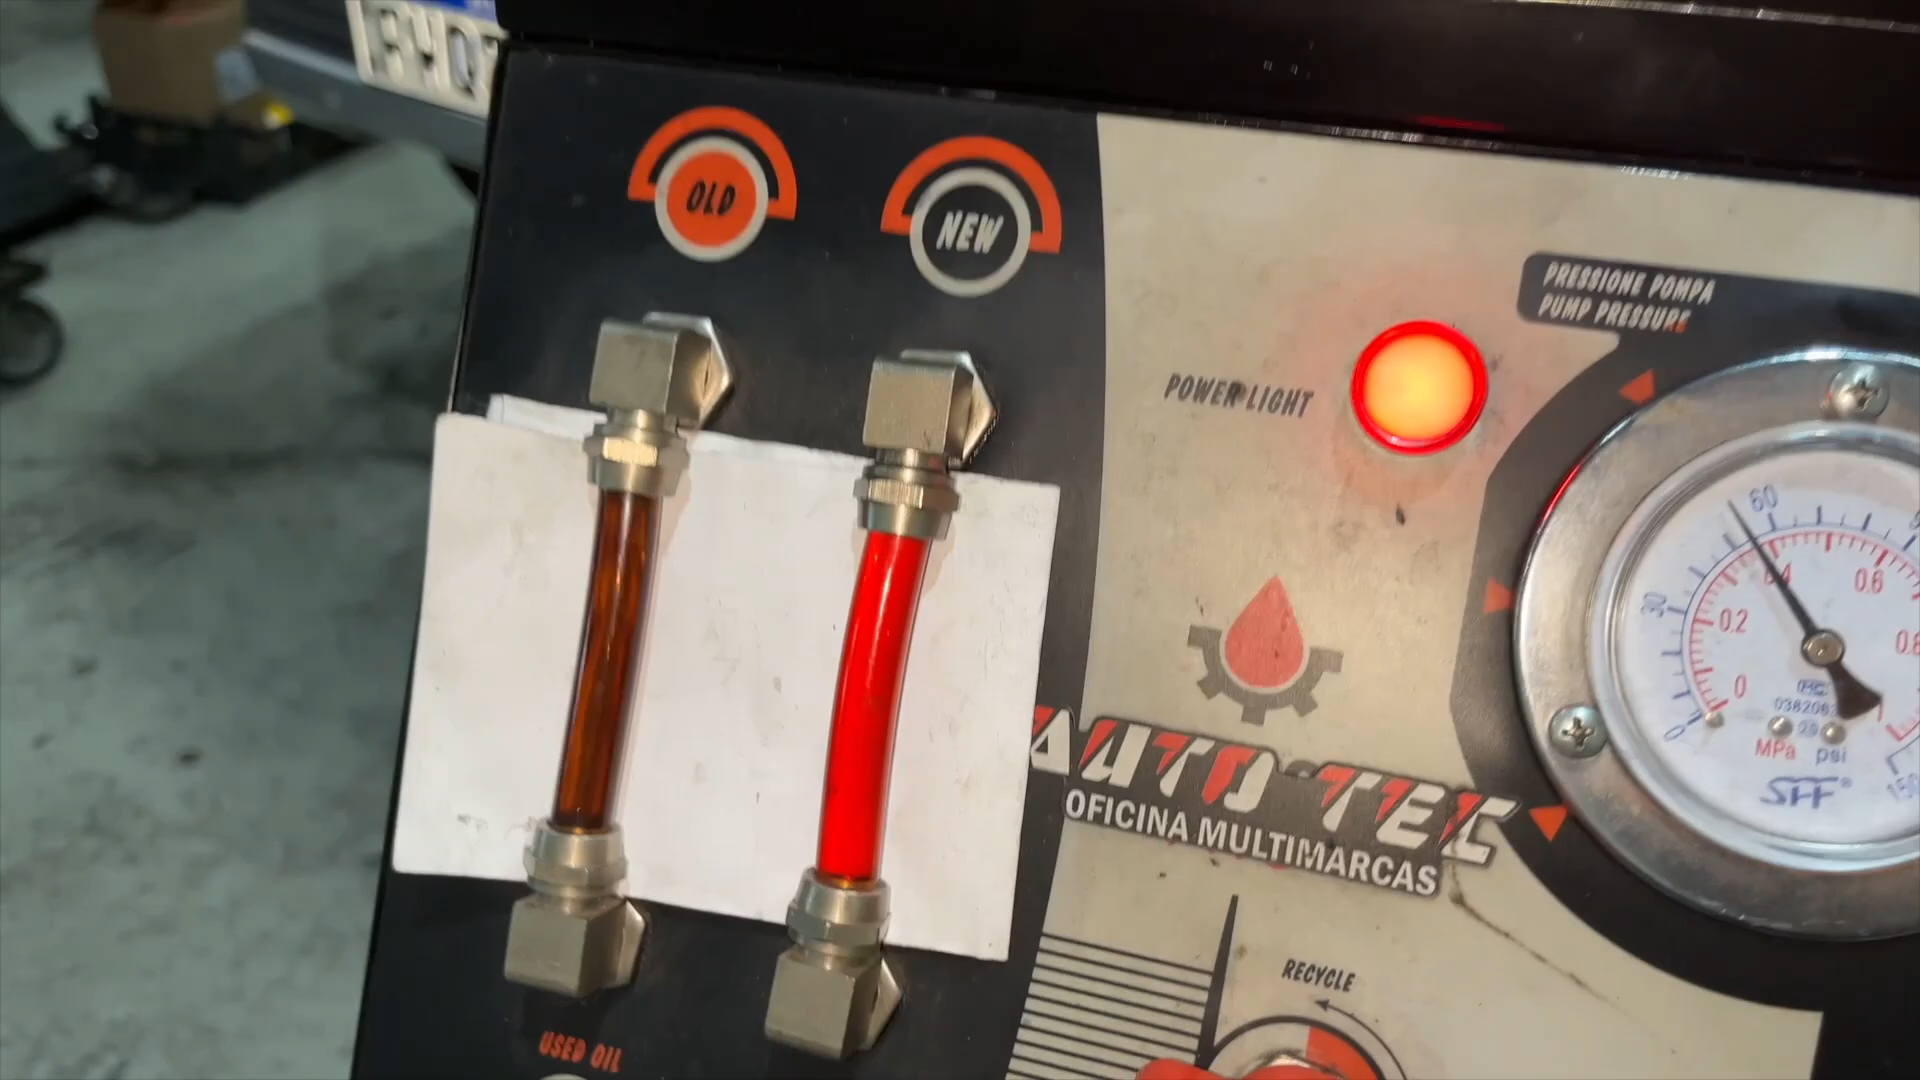 OLD
NEW
PRESSIONE POMPA
PUMP PRESSURE
POWER LIGHT
60
30
0
0.2
0.4
0.6
0
MPa psi
SFF
AUTO TEC
OFICINA MULTIMARCAS
RECYCLE
USED OIL